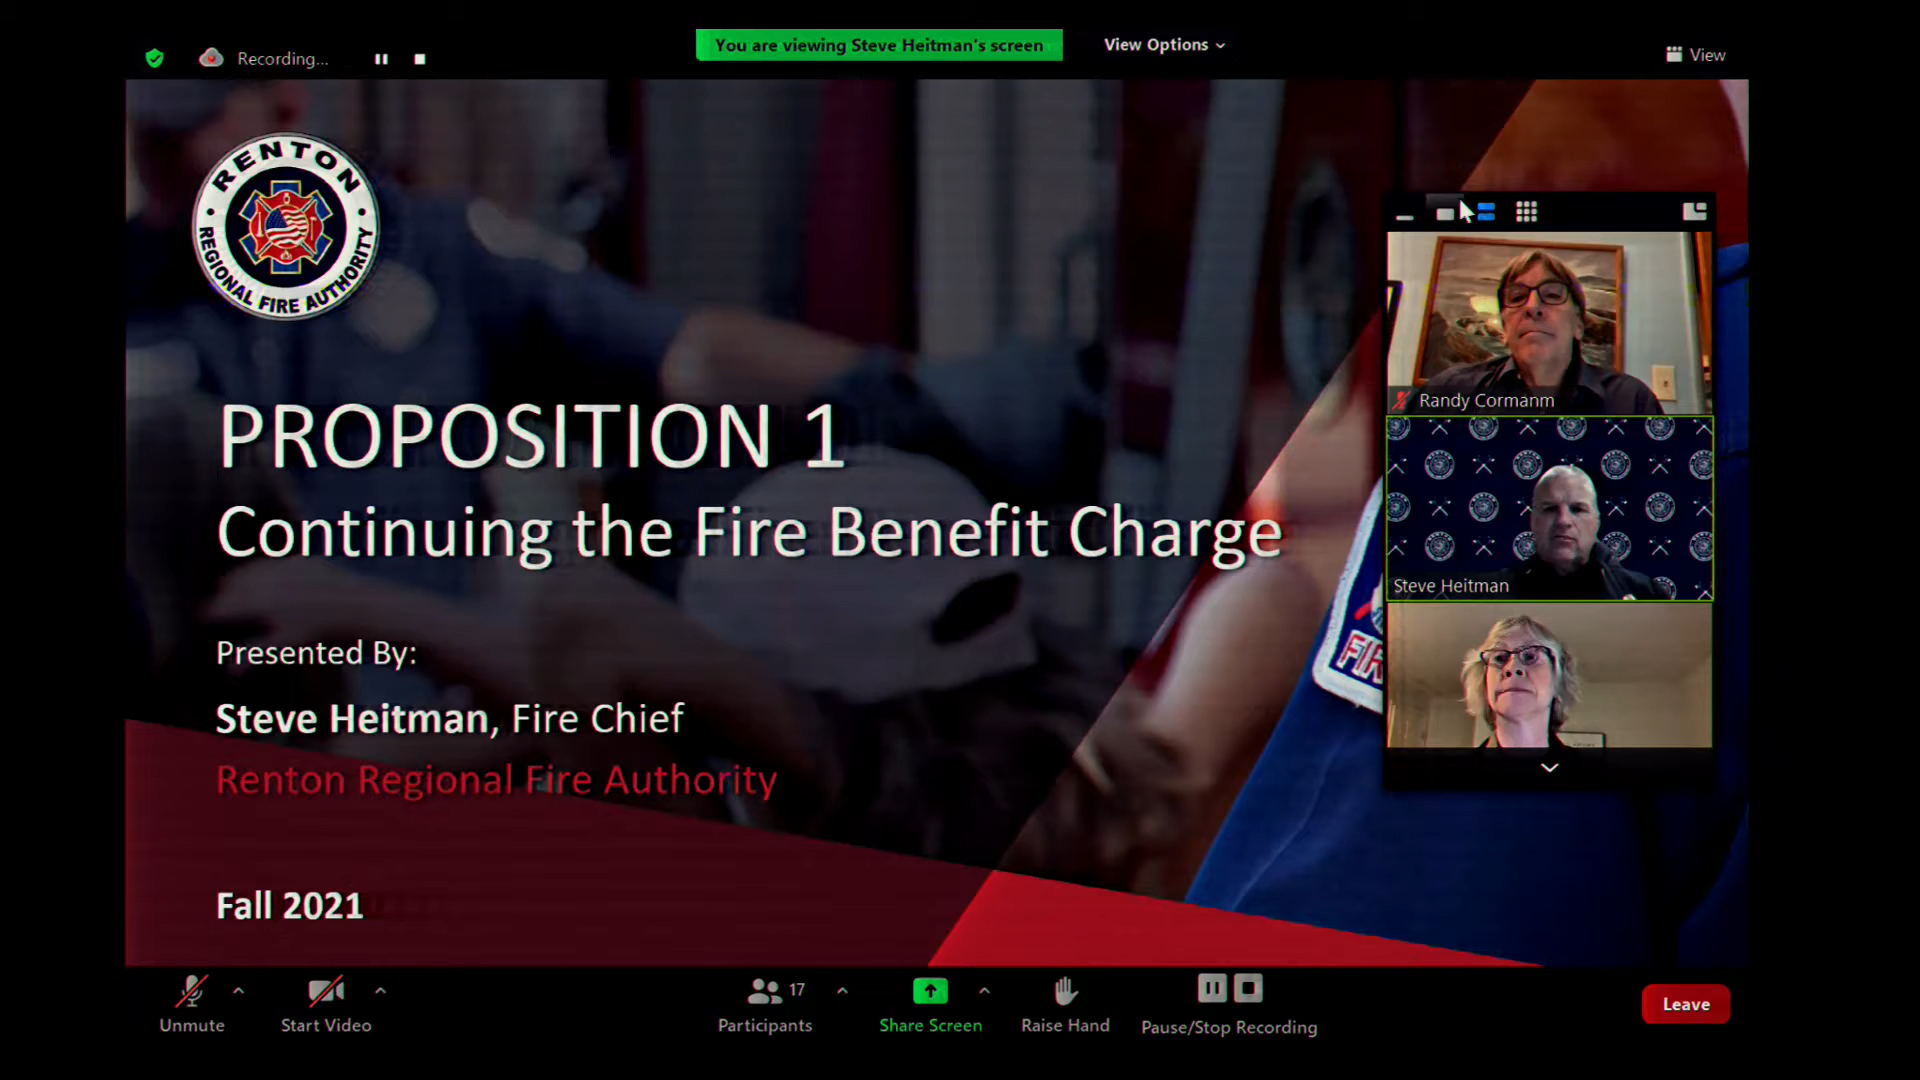 Recording...
You are viewing Steve Heitman's screen
View Options
View
RENTON
REGIONAL FIRE AUTHORITY
PROPOSITION 1
Continuing the Fire Benefit Charge
Presented By:
Steve Heitman, Fire Chief
Renton Regional Fire Authority
Fall 2021
FIR
Randy Cormanm
Steve Heitman
Unmute
Start Video
17
Participants
Share Screen
Raise Hand
Pause/Stop Recording
Leave